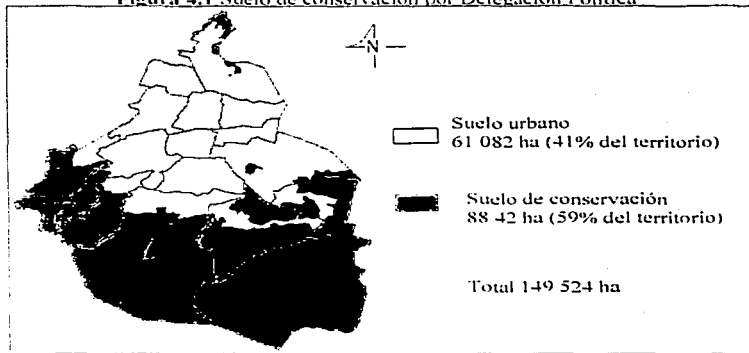 Figura 4.1 Suelo de conservación por Delegación Política
N
Suelo urbano
61 082 ha (41% del territorio)
Suelo de conservación
88 42 ha (59% del territorio)
Total 149 524 ha